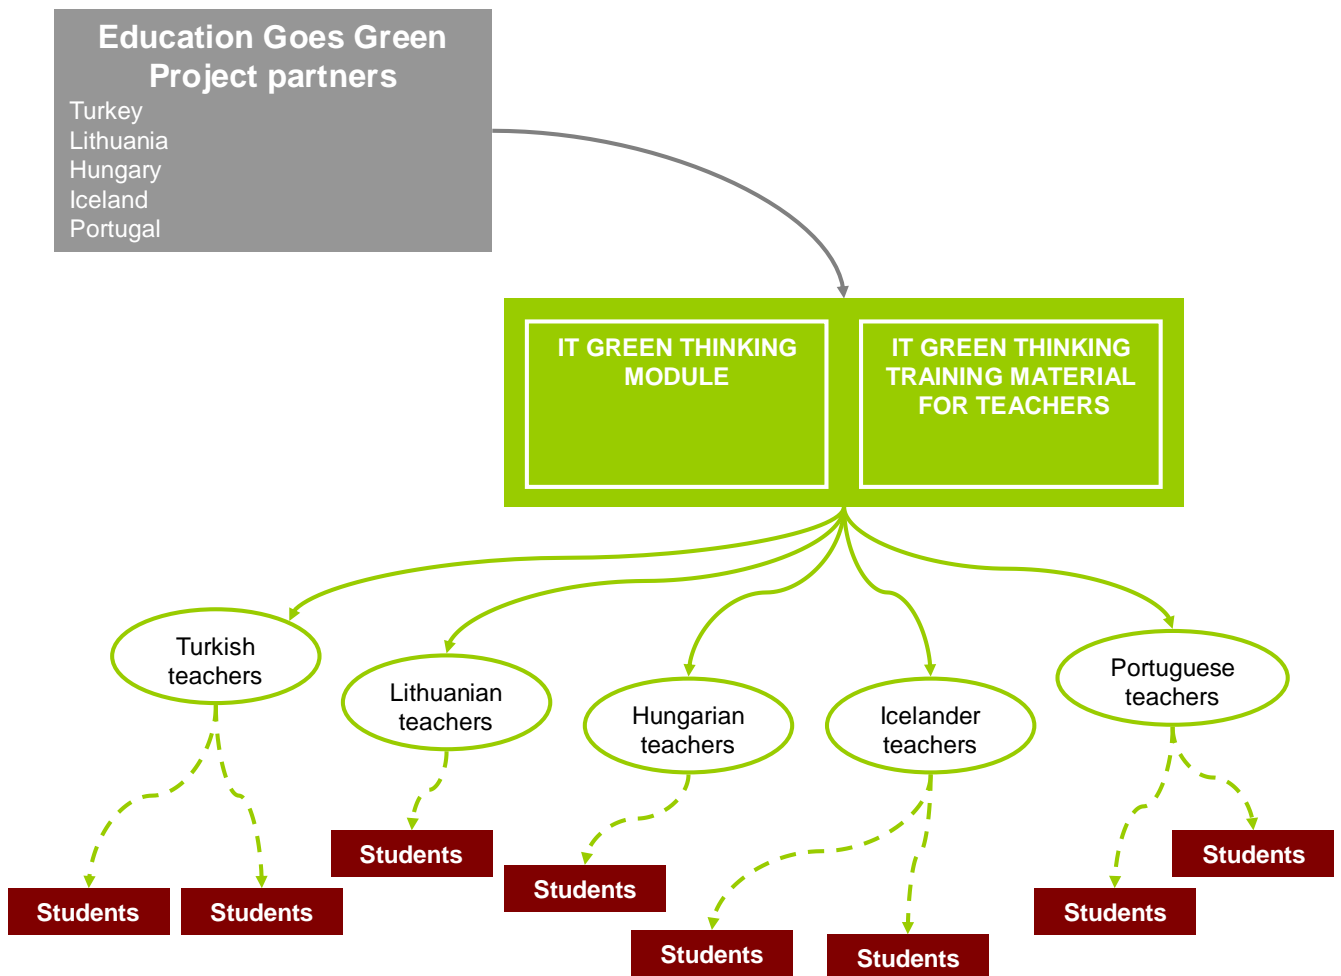 Education Goes Green
Project partners
Turkey
Lithuania
Hungary
Iceland
Portugal
IT GREEN THINKING
MODULE
IT GREEN THINKING
TRAINING MATERIAL
FOR TEACHERS
Turkish
teachers
Lithuanian
teachers
Hungarian
teachers
Icelander
teachers
Portuguese
teachers
Students
Students
Students
Students
Students
Students
Students
Students